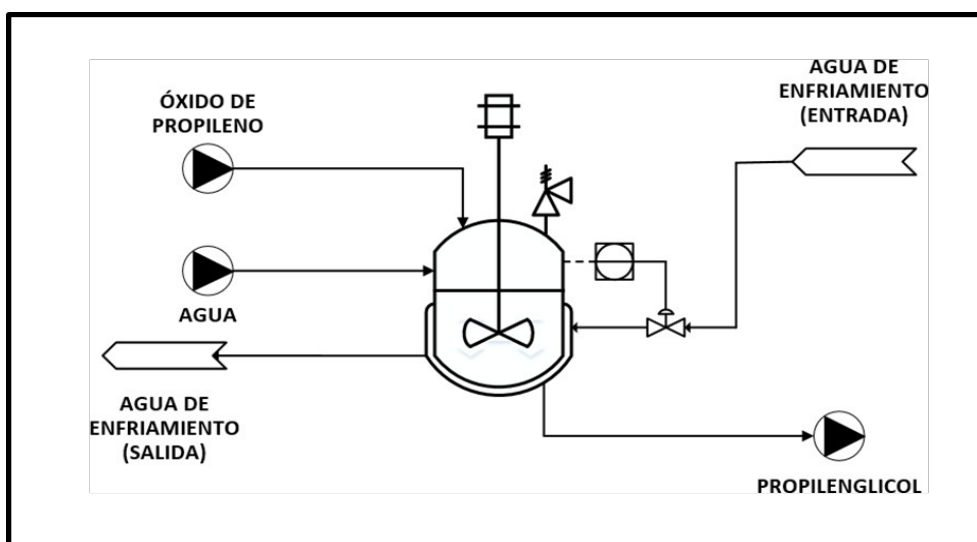 ÓXIDO DE
PROPILENO
AGUA DE
ENFRIAMIENTO
(ENTRADA)
AGUA
AGUA DE
ENFRIAMIENTO
(SALIDA)
PROPILENGLICOL